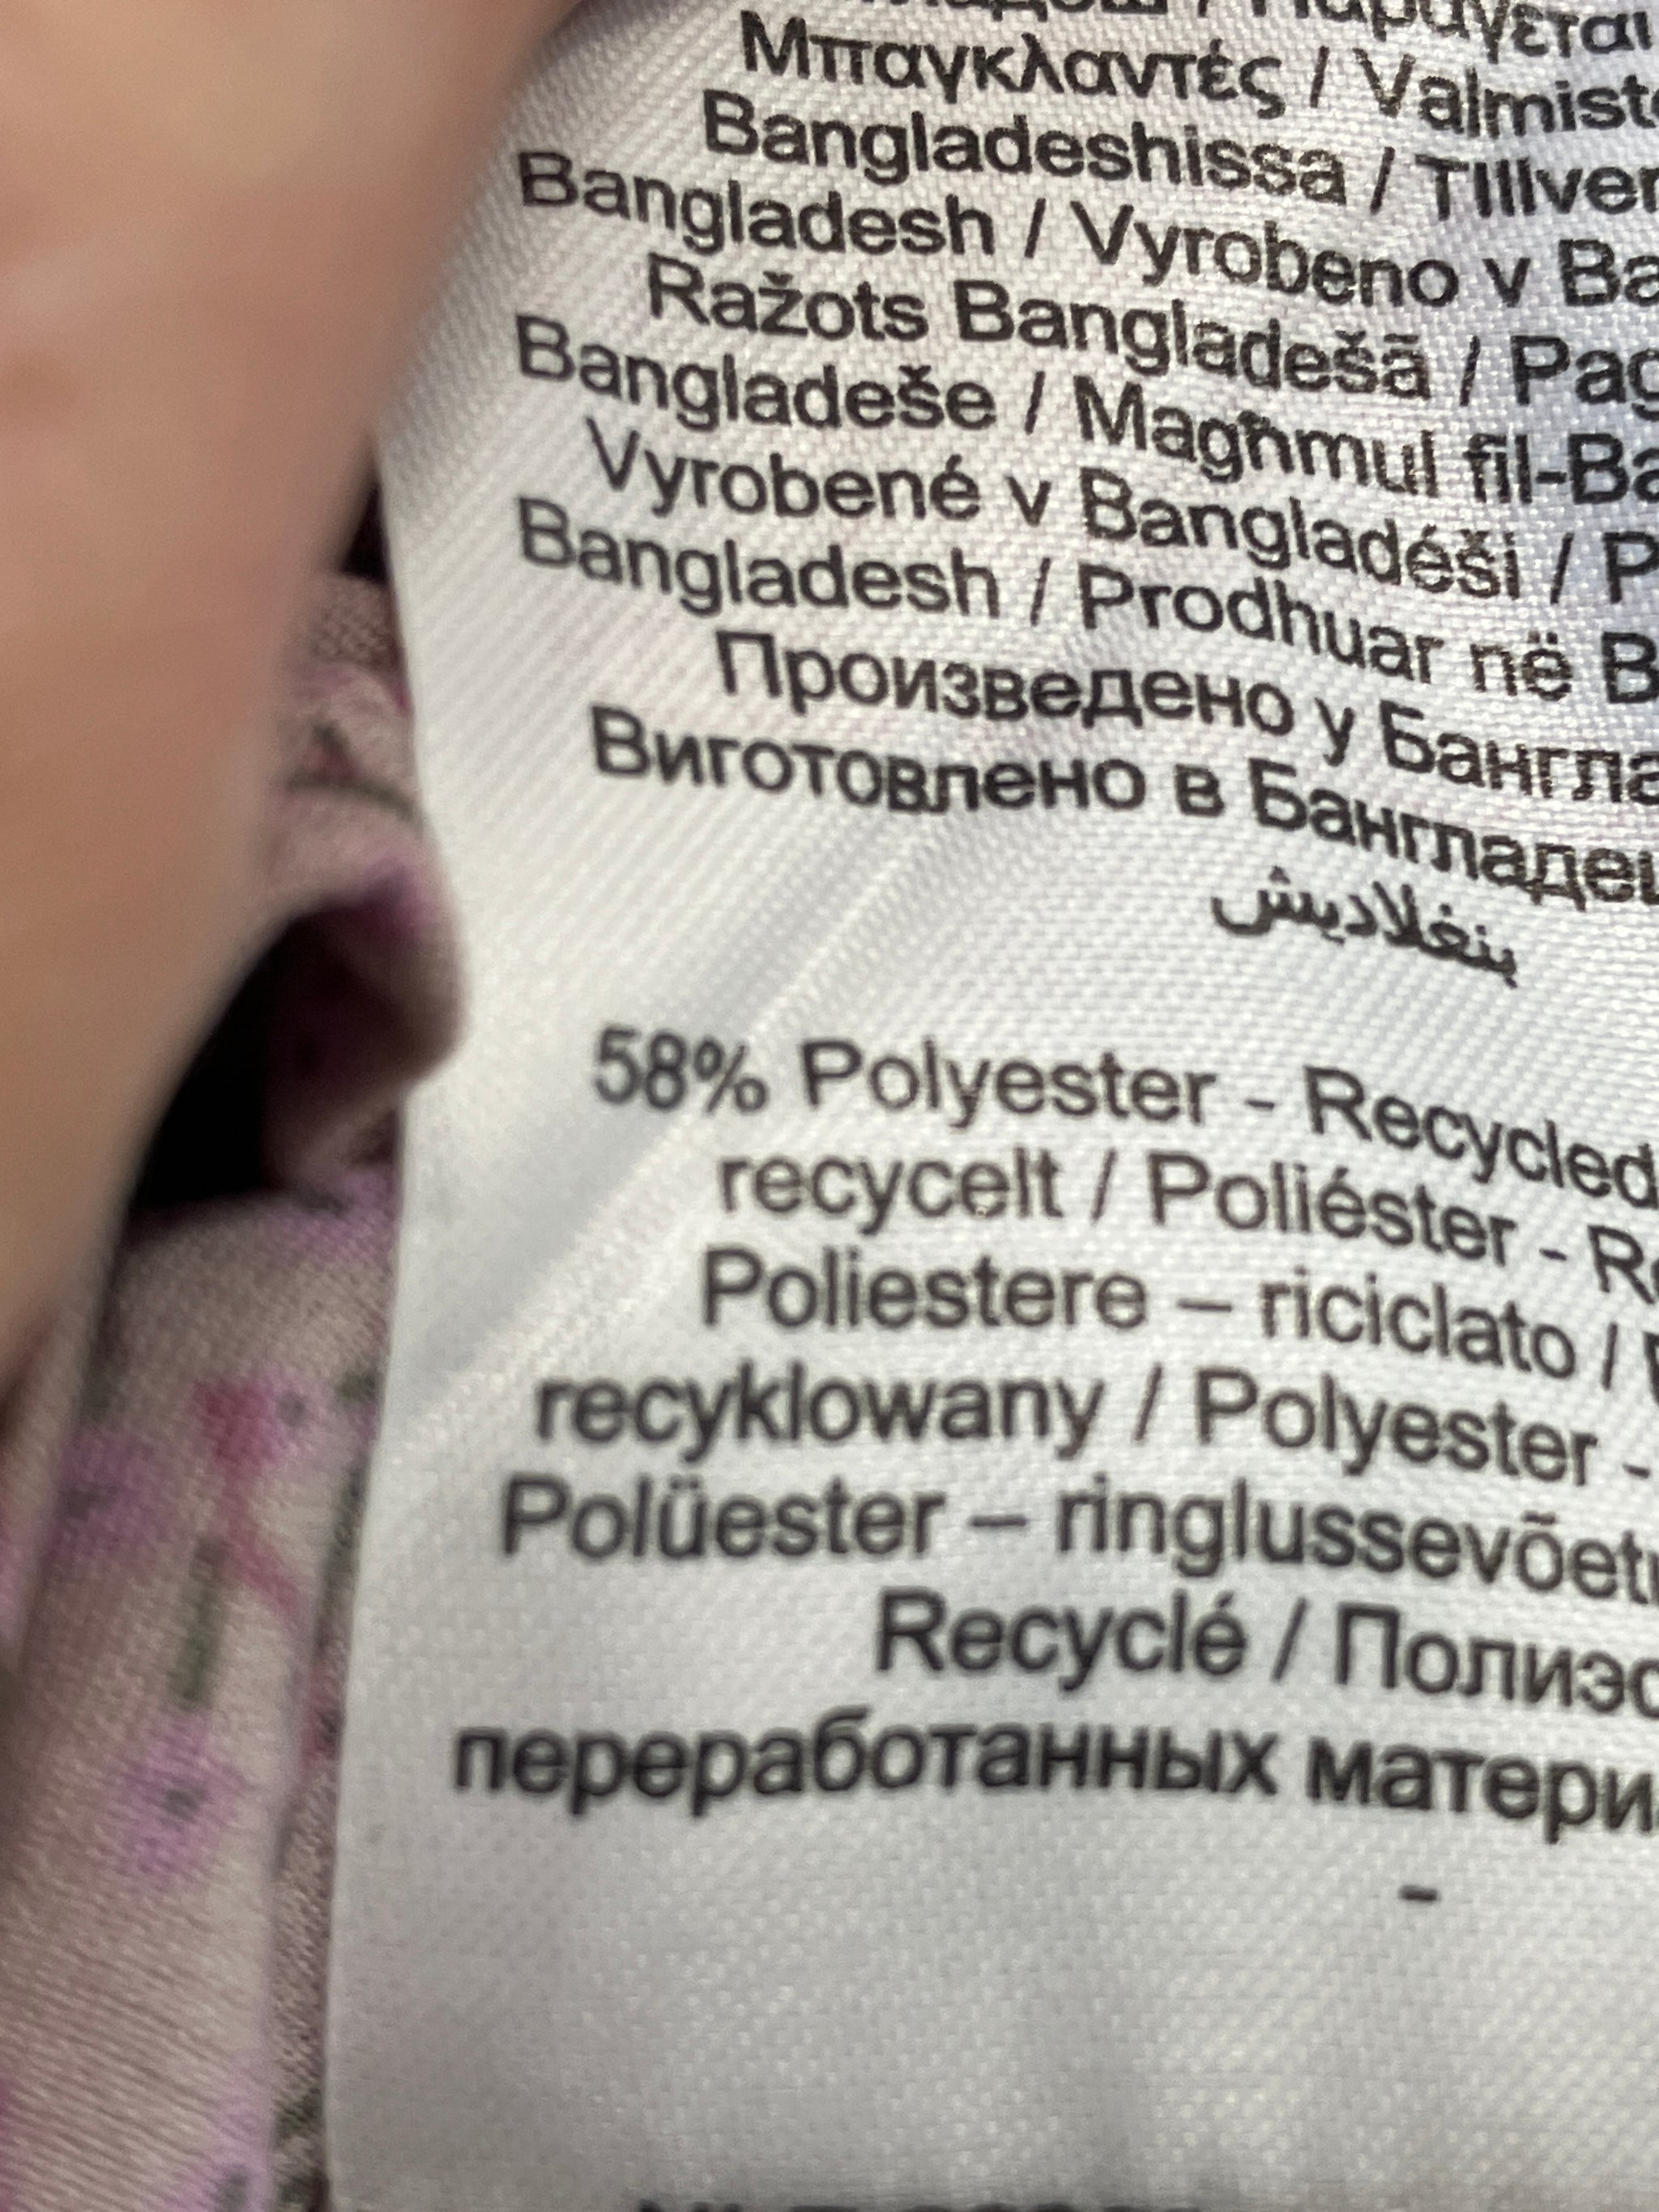 Μπαγκλαντές / Valmist
Bangladeshissa / TIllver
Bangladesh / Vyrobeno v Ba
Ražots Bangladešā / Pag
Bangladeše / Magħmul fil-Ba
Vyrobené v Bangladéši / P
Bangladesh / Prodhuar në B
Произведено у Бангла
Виготовлено в Бангладеш
بنغلاديش
58% Polyester - Recycled
recycelt / Poliéster - Re
Poliestere – riciclato /
recyklowany / Polyester -
Polüester – ringlussevõetu
Recyclé / Полиэс
переработанных матери
-